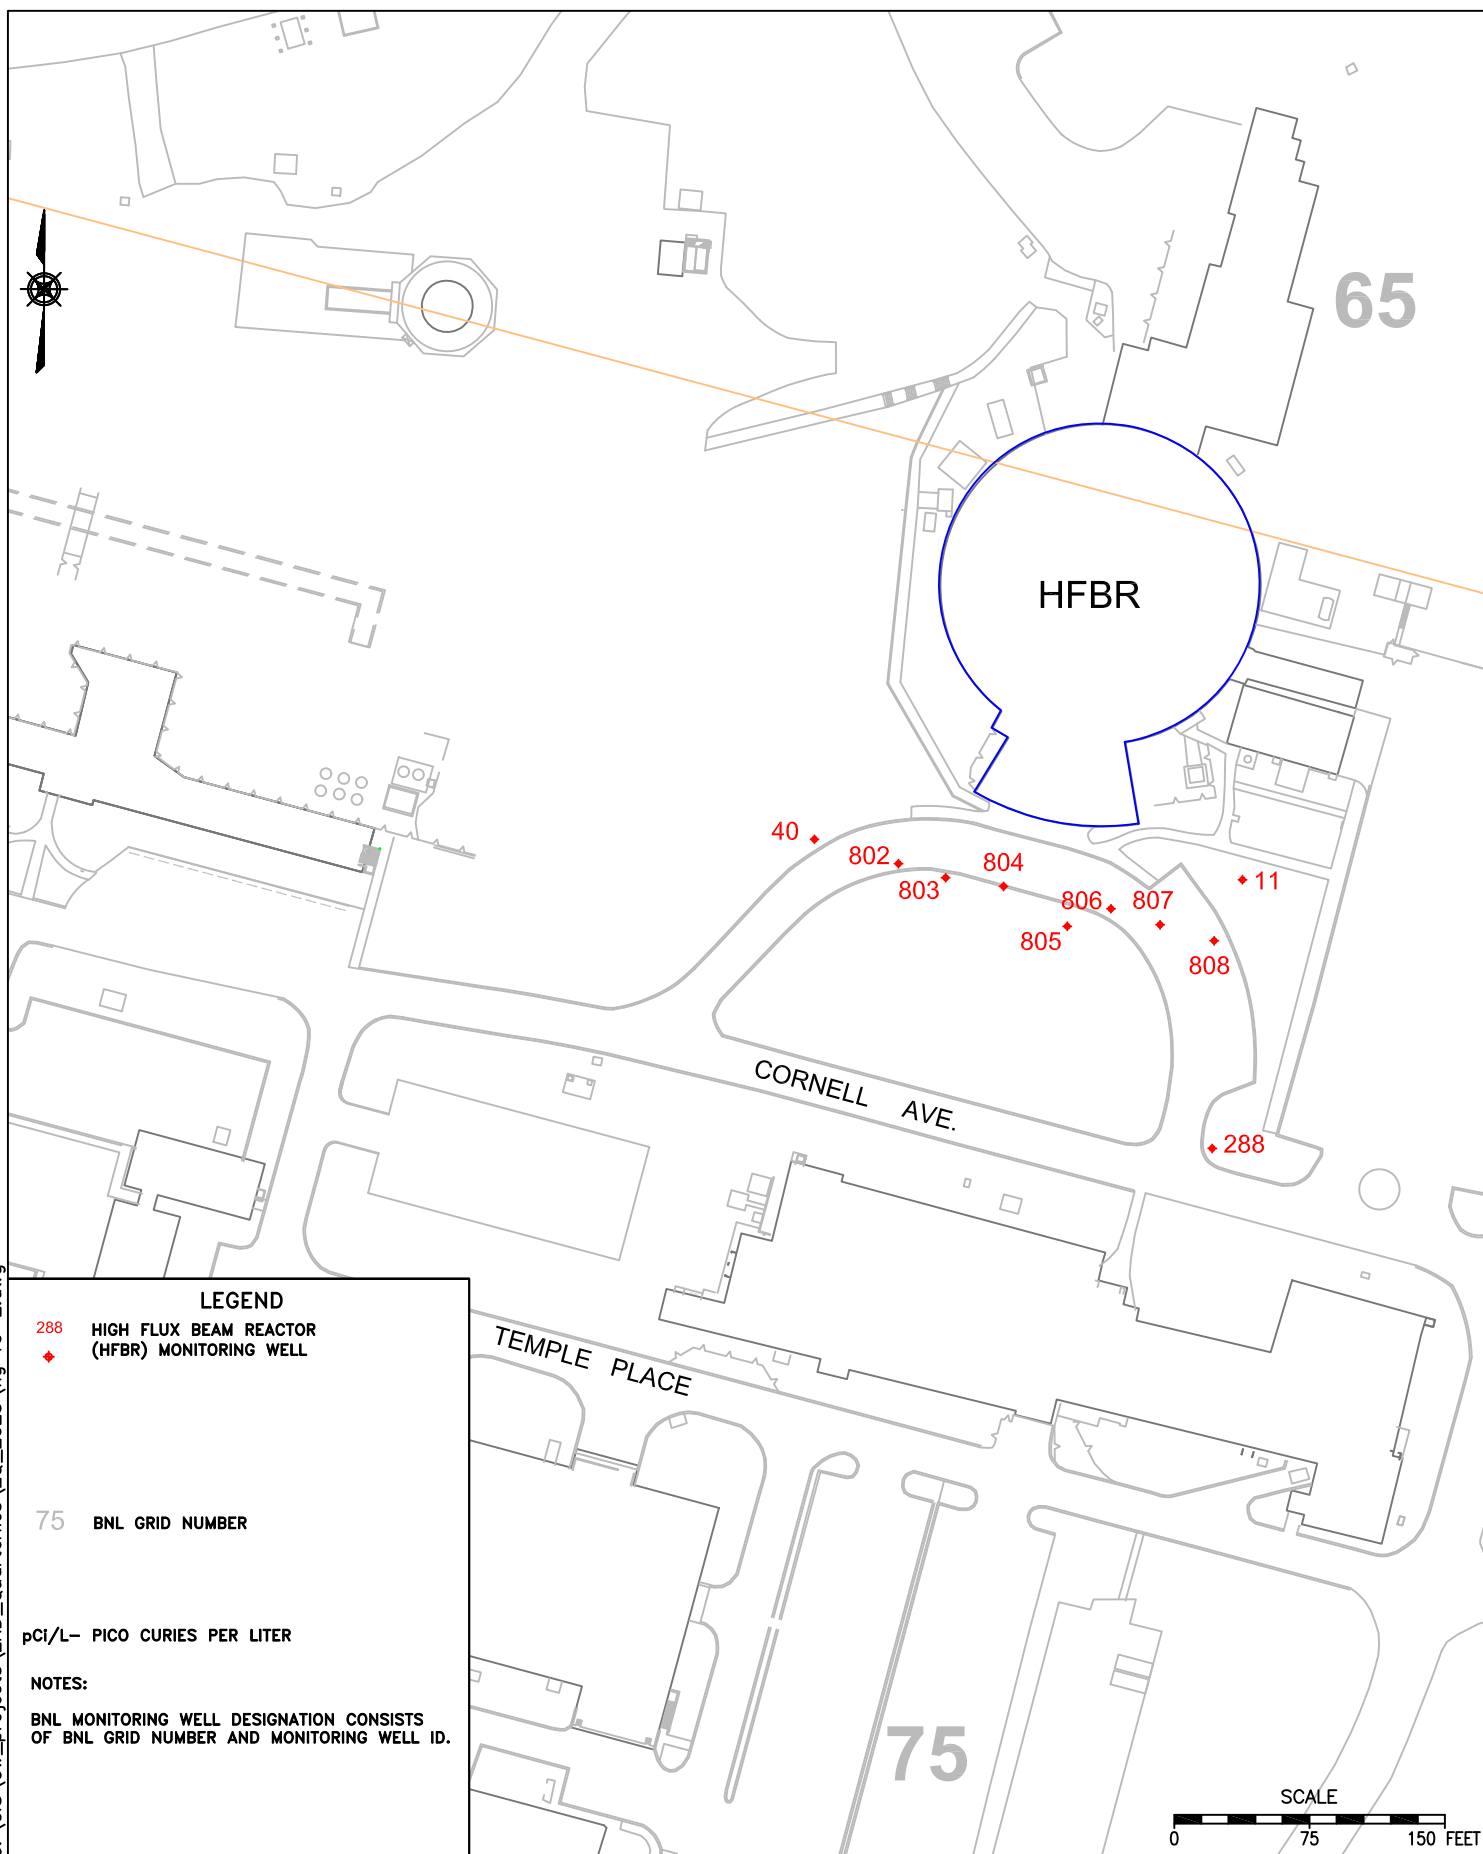 65
HFBR
40
802
803
804
806
807
805
808
11
CORNELL AVE.
288
TEMPLE PLACE
75
LEGEND
288 HIGH FLUX BEAM REACTOR
(HFBR) MONITORING WELL
75 BNL GRID NUMBER
pCi/L- PICO CURIES PER LITER
NOTES:
BNL MONITORING WELL DESIGNATION CONSISTS
OF BNL GRID NUMBER AND MONITORING WELL ID.
SCALE
0 75 150 FEET